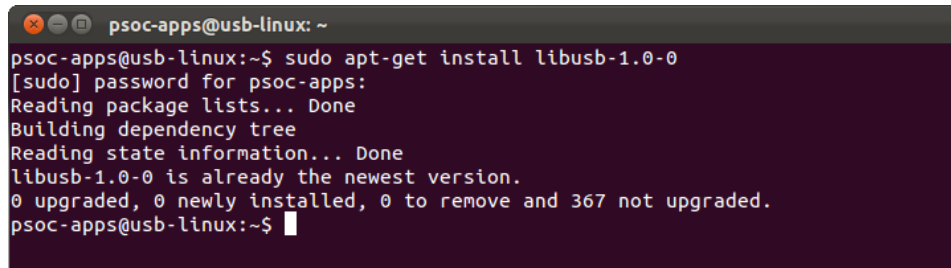 psoc-apps@usb-linux: ~
psoc-apps@usb-linux:~$ sudo apt-get install libusb-1.0-0
[sudo] password for psoc-apps:
Reading package lists... Done
Building dependency tree
Reading state information... Done
libusb-1.0-0 is already the newest version.
0 upgraded, 0 newly installed, 0 to remove and 367 not upgraded.
psoc-apps@usb-linux:~$